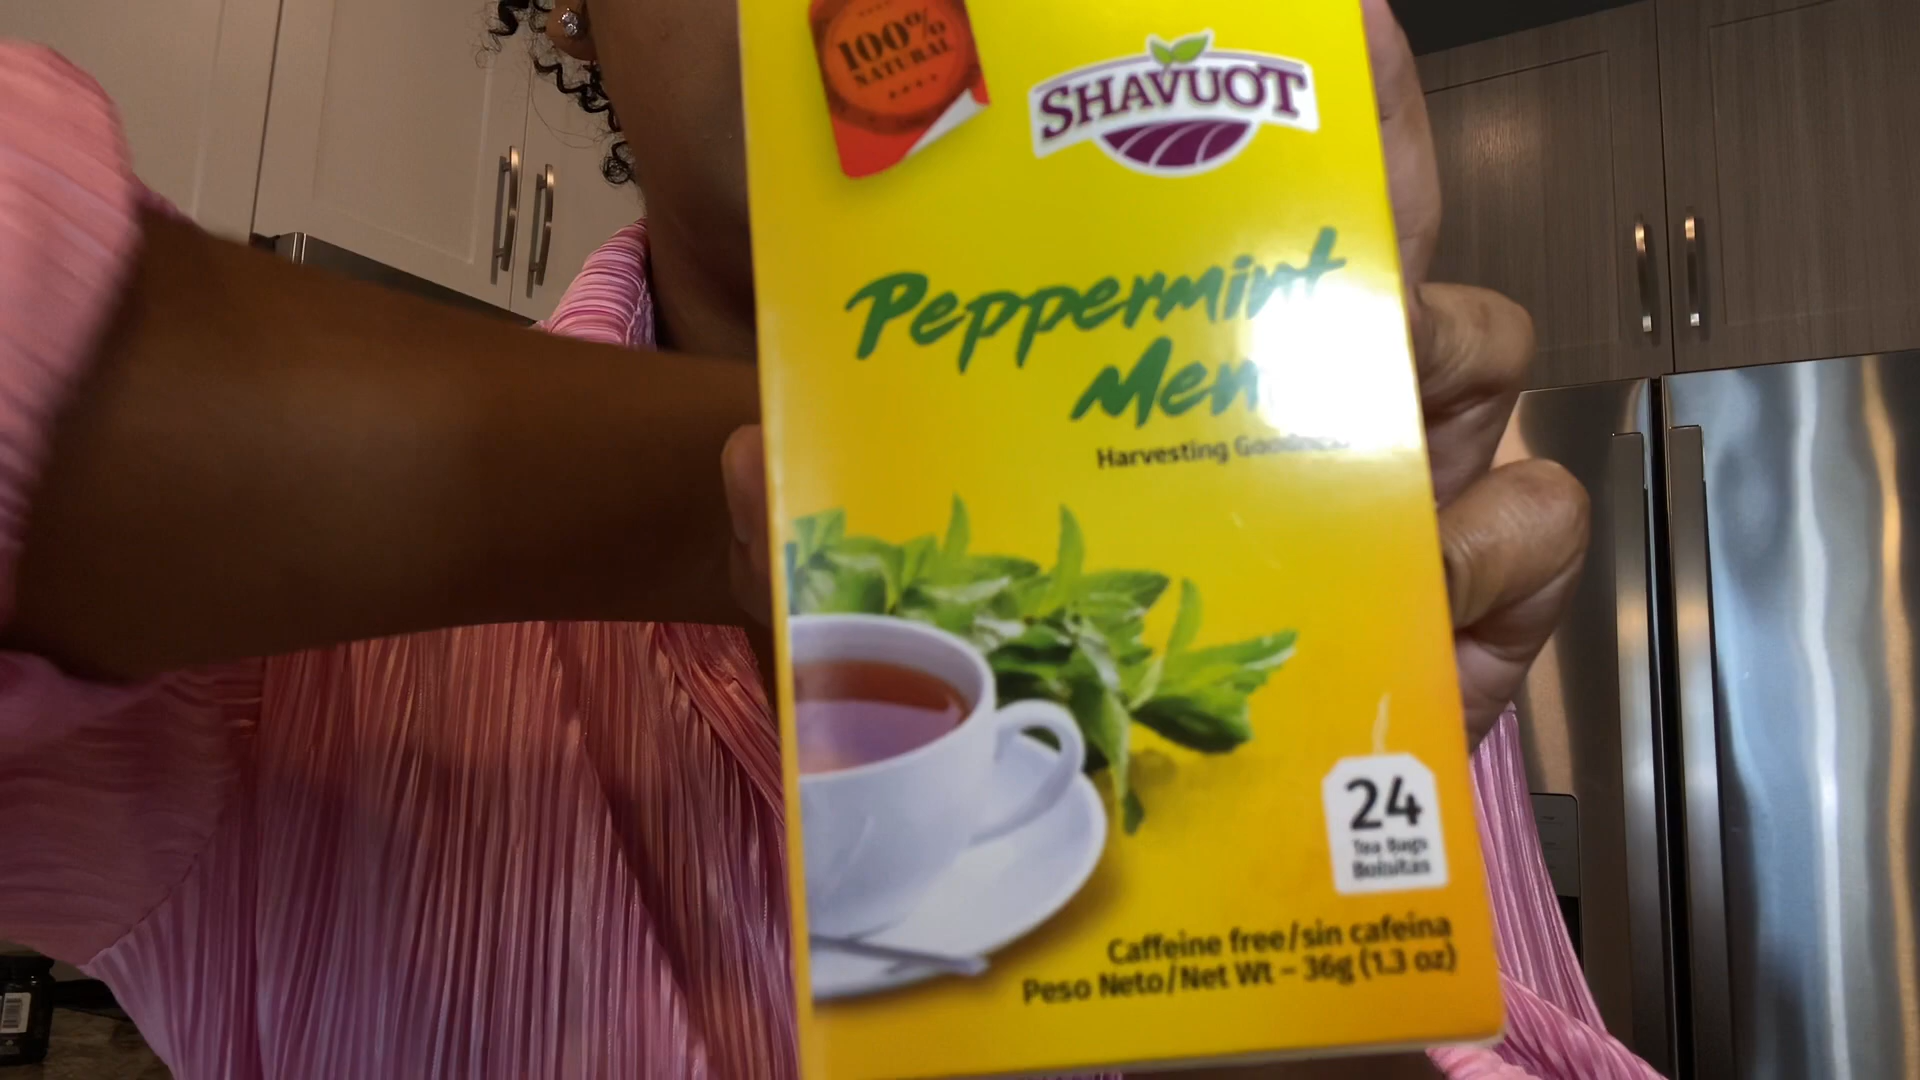 100%
NATURAL
SHAVUOT
Peppermint
Harvesting
24
Tea Bags
Bolsitas
Caffeine free/sin cafeina
Peso Neto/Net Wt – 36g (1.3 oz)